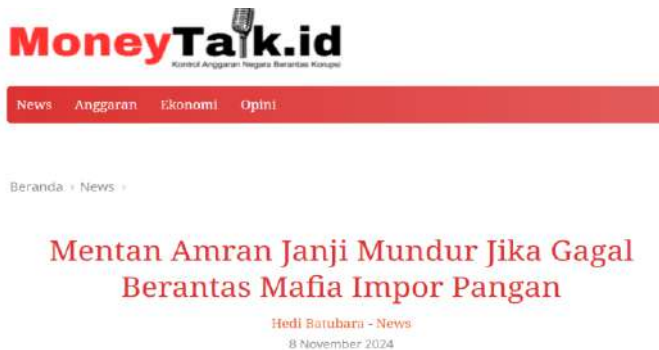 MoneyTalk.id
Kontrol Anggaran Negara Berantas Korupsi
News Anggaran Ekonomi Opini
Beranda › News ›
Mentan Amran Janji Mundur Jika Gagal
Berantas Mafia Impor Pangan
Hedi Batubara - News
8 November 2024